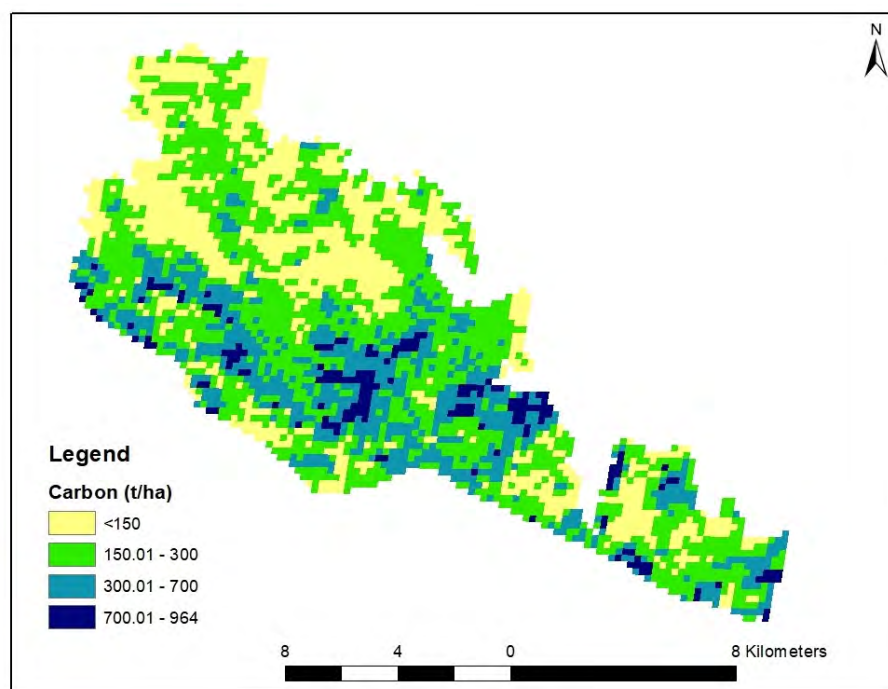 N
Legend
Carbon (t/ha)
<150
150.01 - 300
300.01 - 700
700.01 - 964
8 4 0 8 Kilometers